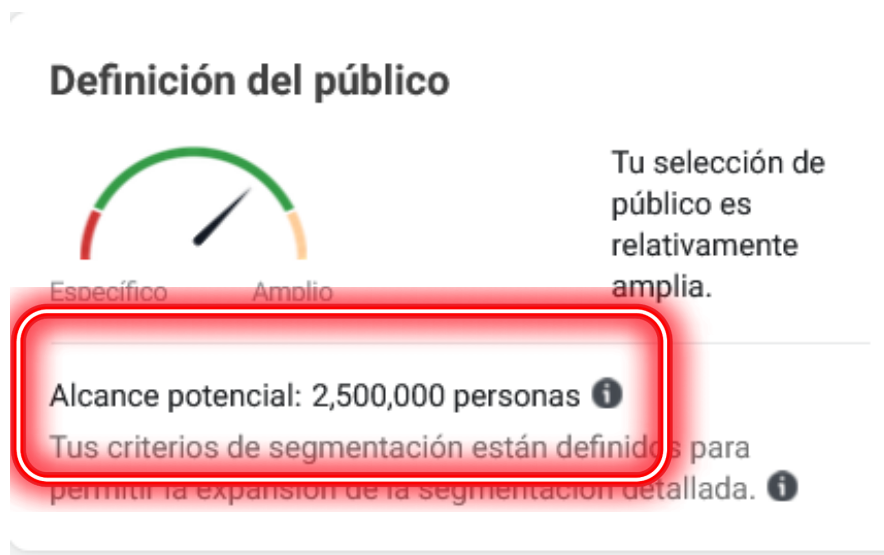 Definición del público
Tu selección de
público es
relativamente
amplia.
Específico Amplio
Alcance potencial: 2,500,000 personas
Tus criterios de segmentación están definidos para
permitir la expansión de la segmentación detallada.